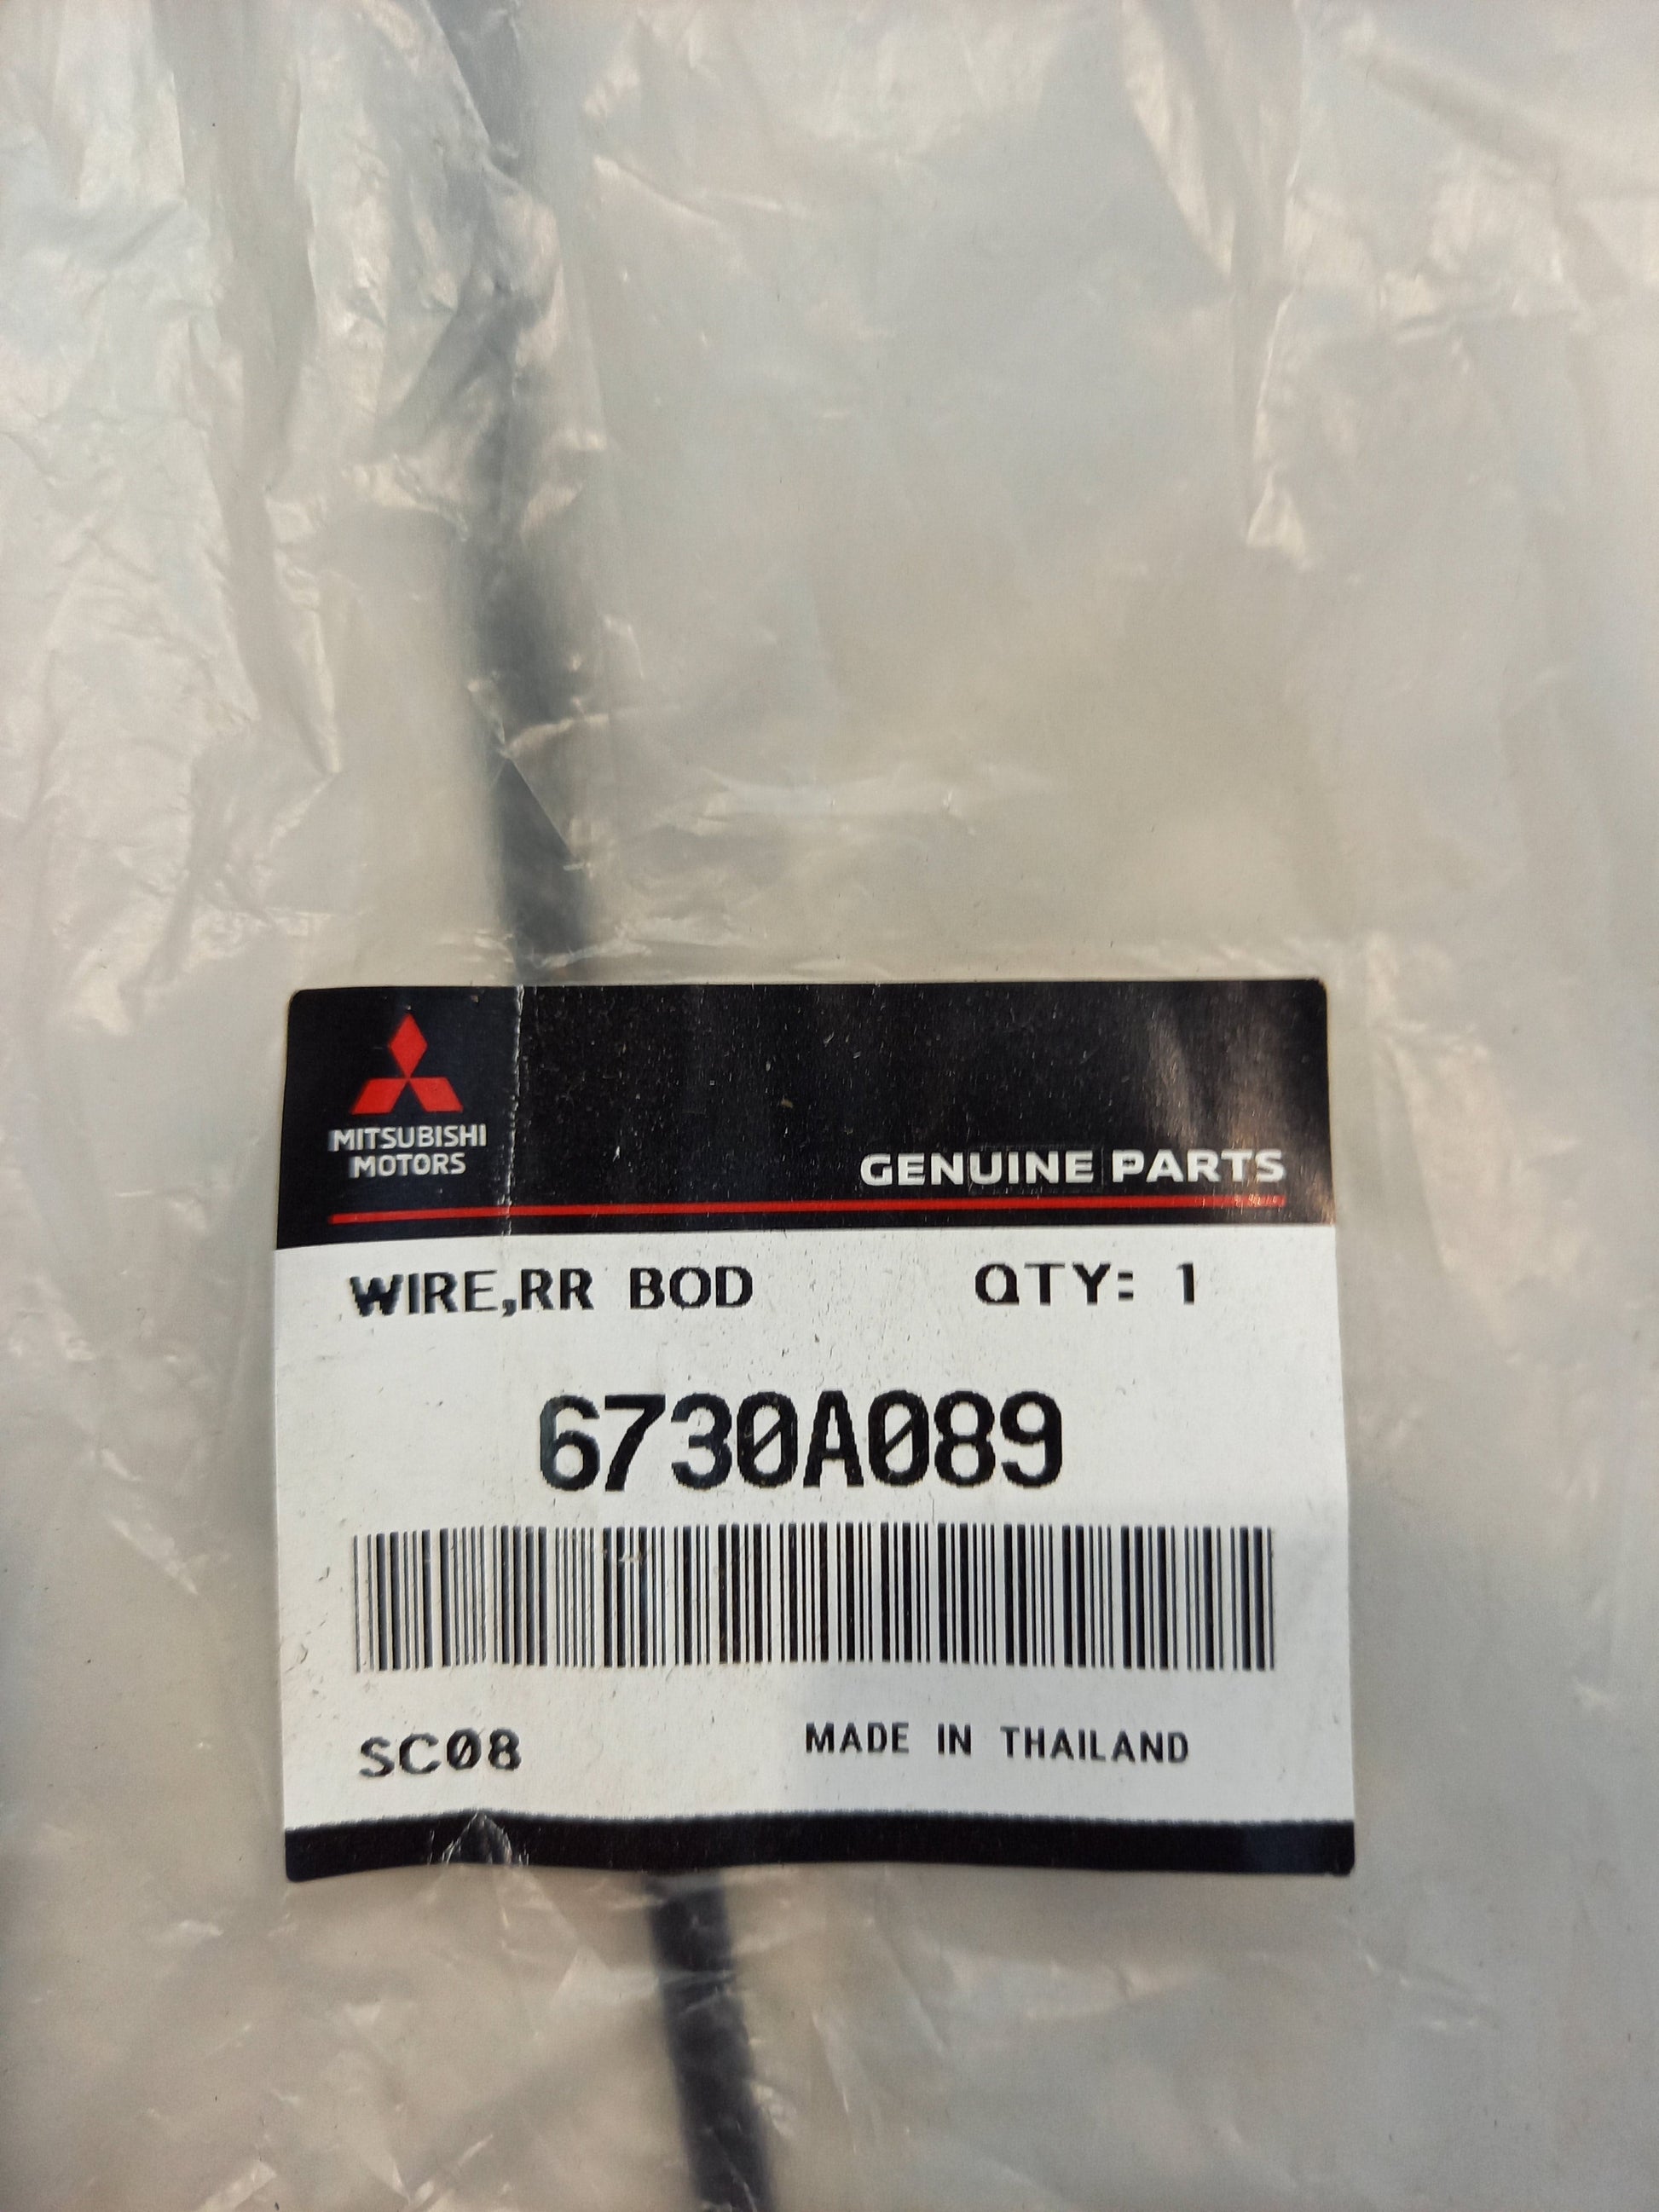 MITSUBISHI
MOTORS
GENUINE PARTS
WIRE,RR BOD QTY: 1
6730A089
SC08 MADE IN THAILAND